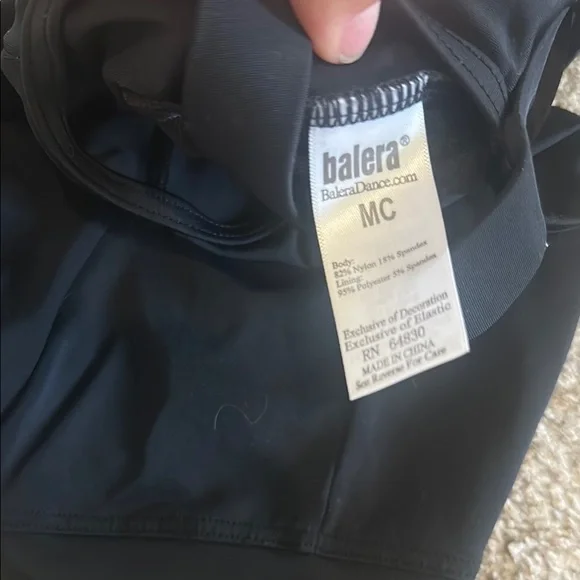 balera®
BaleraDance.com
MC
Body:
82% Nylon 18% Spandex
Lining:
95% Polyester 5% Spandex
Exclusive of Decoration
Exclusive of Elastic
RN 64830
MADE IN CHINA
See Reverse For Care